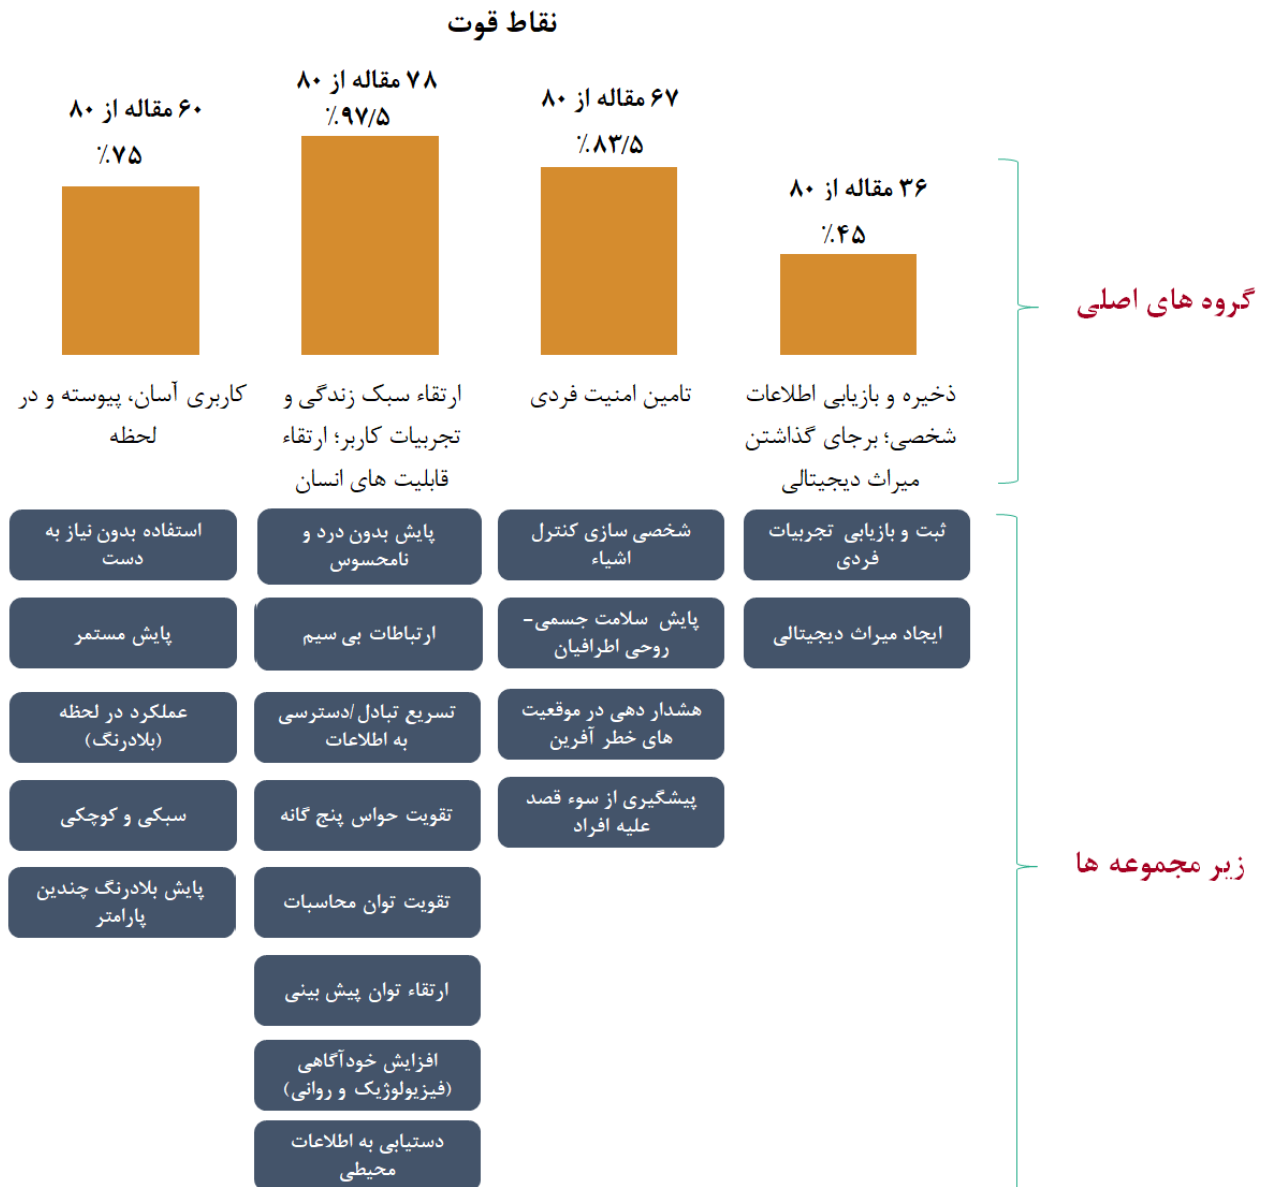 نقاط قوت
۳۶ مقاله از ۸۰
٪۴۵
ذخیره و بازیابی اطلاعات
شخصی؛ برجای گذاشتن
میراث دیجیتالی
۶۷ مقاله از ۸۰
٪۸۳/۵
تامین امنیت فردی
۷۸ مقاله از ۸۰
٪۹۷/۵
ارتقاء سبک زندگی و
تجربیات کاربر؛ ارتقاء
قابلیت های انسان
۶۰ مقاله از ۸۰
٪۷۵
کاربری آسان، پیوسته و در
لحظه
گروه های اصلی
ثبت و بازیابی تجربیات
فردی
ایجاد میراث دیجیتالی
شخصی سازی کنترل
اشیاء
پایش سلامت جسمی-
روحی اطرافیان
هشدار دهی در موقعیت
های خطر آفرین
پیشگیری از سوء قصد
علیه افراد
پایش بدون درد و
نامحسوس
ارتباطات بی سیم
تسریع تبادل/دسترسی
به اطلاعات
تقویت حواس پنج گانه
تقویت توان محاسبات
ارتقاء توان پیش بینی
افزایش خودآگاهی
(فیزیولوژیک و روانی)
دستیابی به اطلاعات
محیطی
استفاده بدون نیاز به
دست
پایش مستمر
عملکرد در لحظه
(بلادرنگ)
سبکی و کوچکی
پایش بلادرنگ چندین
پارامتر
زیر مجموعه ها